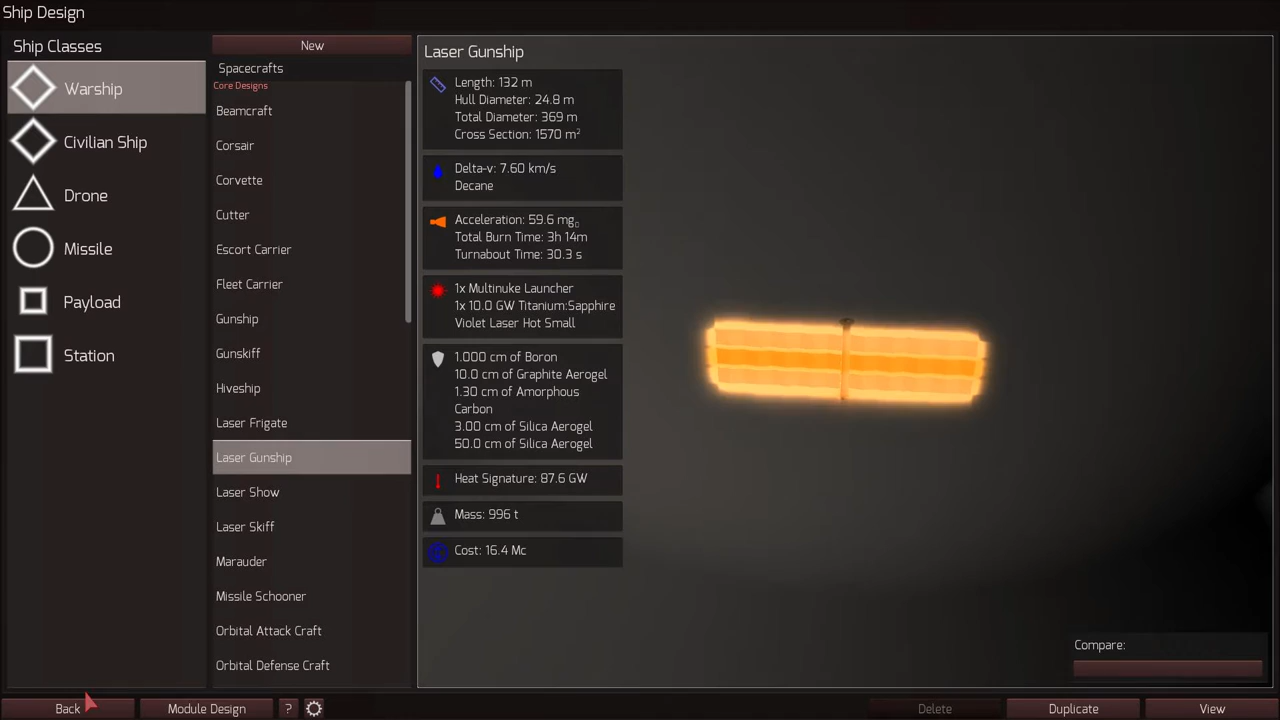 Ship Design
Ship Classes
Warship
Civilian Ship
Drone
Missile
Payload
Station
New
Spacecrafts
Core Designs
Beamcraft
Corsair
Corvette
Cutter
Escort Carrier
Fleet Carrier
Gunship
Gunskiff
Hiveship
Laser Frigate
Laser Gunship
Laser Show
Laser Skiff
Marauder
Missile Schooner
Orbital Attack Craft
Orbital Defense Craft
Laser Gunship
Length: 132 m
Hull Diameter: 24.8 m
Total Diameter: 369 m
Cross Section: 1570 m²
Delta-v: 7.60 km/s
Decane
Acceleration: 59.6 mg▯
Total Burn Time: 3h 14m
Turnabout Time: 30.3 s
1x Multinuke Launcher
1x 10.0 GW Titanium:Sapphire
Violet Laser Hot Small
1.000 cm of Boron
10.0 cm of Graphite Aerogel
1.30 cm of Amorphous
Carbon
3.00 cm of Silica Aerogel
50.0 cm of Silica Aerogel
Heat Signature: 87.6 GW
Mass: 996 t
Cost: 16.4 Mc
Compare:
Back
Module Design
?
Delete
Duplicate
View